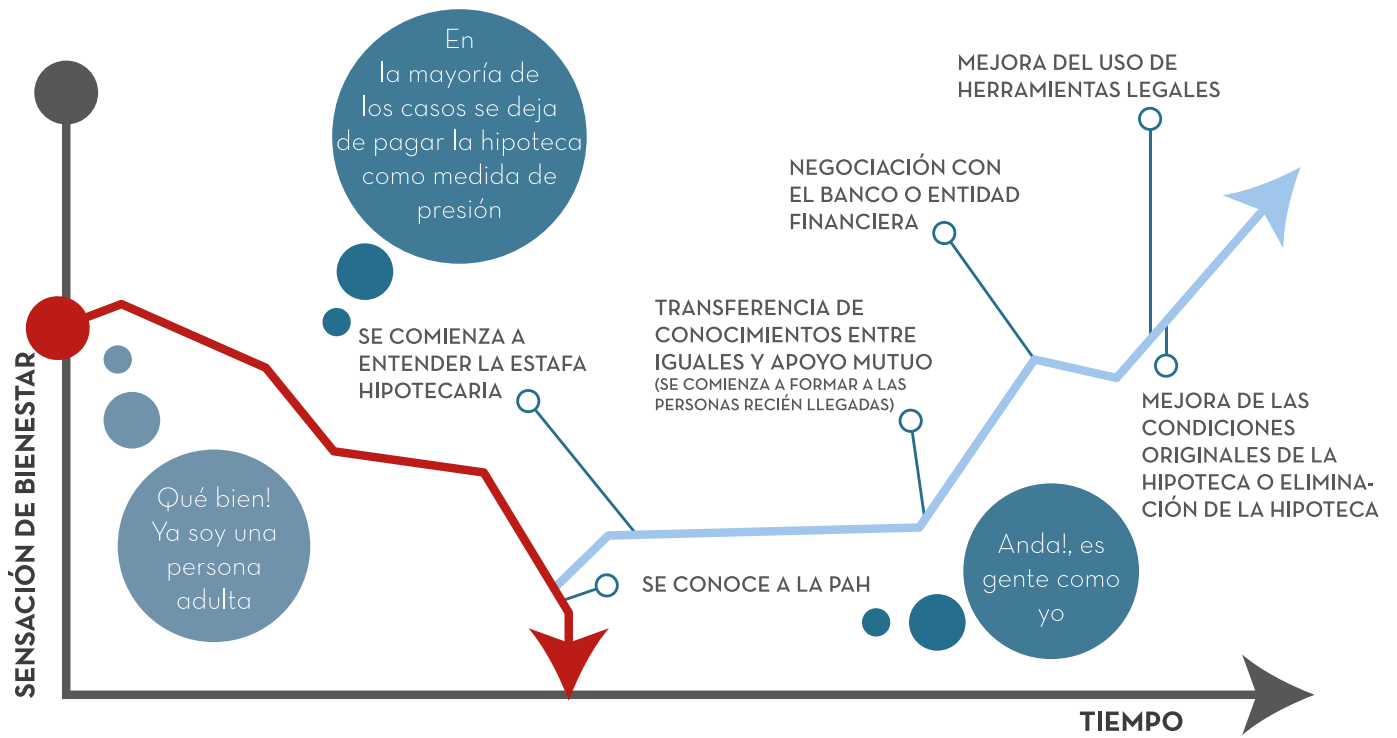 En
la mayoría de
los casos se deja
de pagar la hipoteca
como medida de
presión
MEJORA DEL USO DE
HERRAMIENTAS LEGALES
NEGOCIACIÓN CON
EL BANCO O ENTIDAD
FINANCIERA
TRANSFERENCIA DE
CONOCIMIENTOS ENTRE
IGUALES Y APOYO MUTUO
(SE COMIENZA A FORMAR A LAS
PERSONAS RECIÉN LLEGADAS)
SE COMIENZA A
ENTENDER LA ESTAFA
HIPOTECARIA
MEJORA DE LAS
CONDICIONES
ORIGINALES DE LA
HIPOTECA O ELIMINA-
CIÓN DE LA HIPOTECA
Qué bien!
Ya soy una
persona
adulta
Anda!, es
gente como
yo
SE CONOCE A LA PAH
SENSACIÓN DE BIENESTAR
TIEMPO